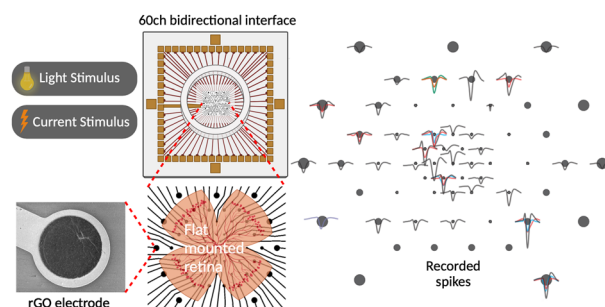 60ch bidirectional interface
Light Stimulus
Current Stimulus
Flat
mounted
retina
rGO electrode
Recorded
spikes